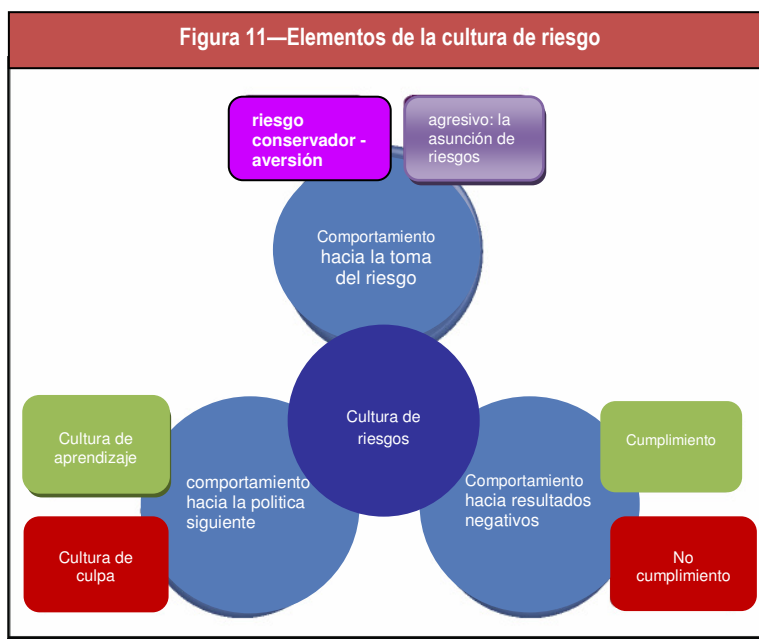 Figura 11—Elementos de la cultura de riesgo
riesgo
conservador -
aversión
agresivo: la
asunción de
riesgos
Comportamiento
hacia la toma
del riesgo
Cultura de
riesgos
Cultura de
aprendizaje
comportamiento
hacia la politica
siguiente
Cultura de
culpa
Comportamiento
hacia resultados
negativos
Cumplimiento
No
cumplimiento